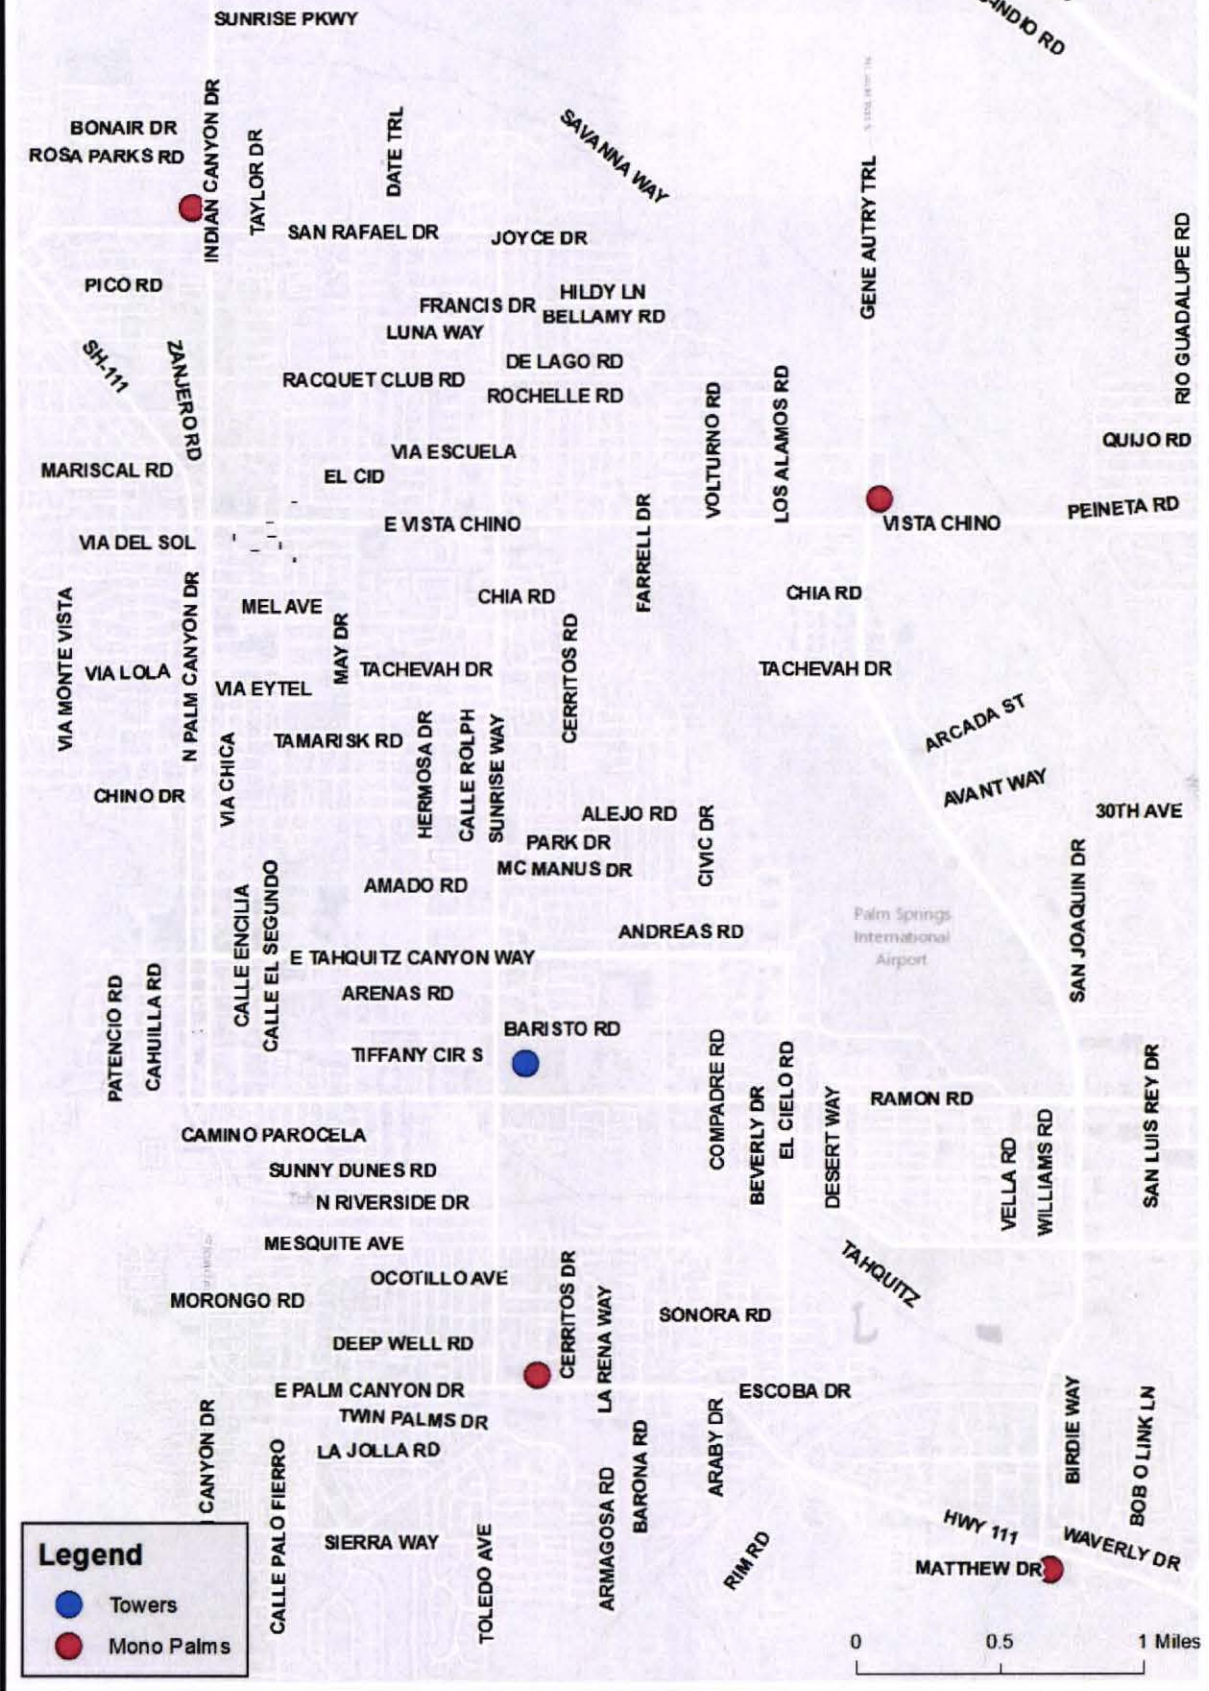 SUNRISE PKWY
INDIO RD
BONAIR DR
ROSA PARKS RD
INDIAN CANYON DR
TAYLOR DR
DATE TRL
SAVANNA WAY
GENE AUTRY TRL
RIO GUADALUPE RD
SAN RAFAEL DR
JOYCE DR
PICO RD
HILDY LN
FRANCIS DR
BELLAMY RD
LUNA WAY
SH-111
ZANJERO RD
DE LAGO RD
RACQUET CLUB RD
ROCHELLE RD
VOLTURNO RD
LOS ALAMOS RD
QUIJO RD
VIA ESCUELA
MARISCAL RD
EL CID
PEINETA RD
E VISTA CHINO
VISTA CHINO
FARRELL DR
VIA DEL SOL
VIA MONTE VISTA
N PALM CANYON DR
MEL AVE
CHIA RD
CHIA RD
MAY DR
CERRITOS RD
VIA LOLA
TACHEVAH DR
TACHEVAH DR
VIA EYTEL
ARCADA ST
TAMARISK RD
VIA CHICA
HERMOSA DR
CALLE ROLPH
SUNRISE WAY
CHINO DR
AVANT WAY
30TH AVE
ALEJO RD
CIVIC DR
PARK DR
MC MANUS DR
SAN JOAQUIN DR
AMADO RD
CALLE ENCILIA
CALLE EL SEGUNDO
Palm Springs
International
Airport
ANDREAS RD
E TAHQUITZ CANYON WAY
PATENCIO RD
CAHUILLA RD
ARENAS RD
BARISTO RD
TIFFANY CIR S
COMPADRE RD
BEVERLY DR
EL CIELO RD
DESERT WAY
RAMON RD
SAN LUIS REY DR
CAMINO PAROCELA
VELLA RD
WILLIAMS RD
SUNNY DUNES RD
N RIVERSIDE DR
MESQUITE AVE
TAHQUITZ
OCOTILLO AVE
CERRITOS DR
LA RENA WAY
MORONGO RD
SONORA RD
DEEP WELL RD
E PALM CANYON DR
ESCOBA DR
BIRDIE WAY
BOB O LINK LN
TWIN PALMS DR
CANYON DR
CALLE PALO FIERRO
LA JOLLA RD
BARONA RD
ARABY DR
ARMAGOSA RD
HWY 111
WAVERLY DR
SIERRA WAY
TOLEDO AVE
RIM RD
MATTHEW DR
Legend
Towers
Mono Palms
0 0.5 1 Miles